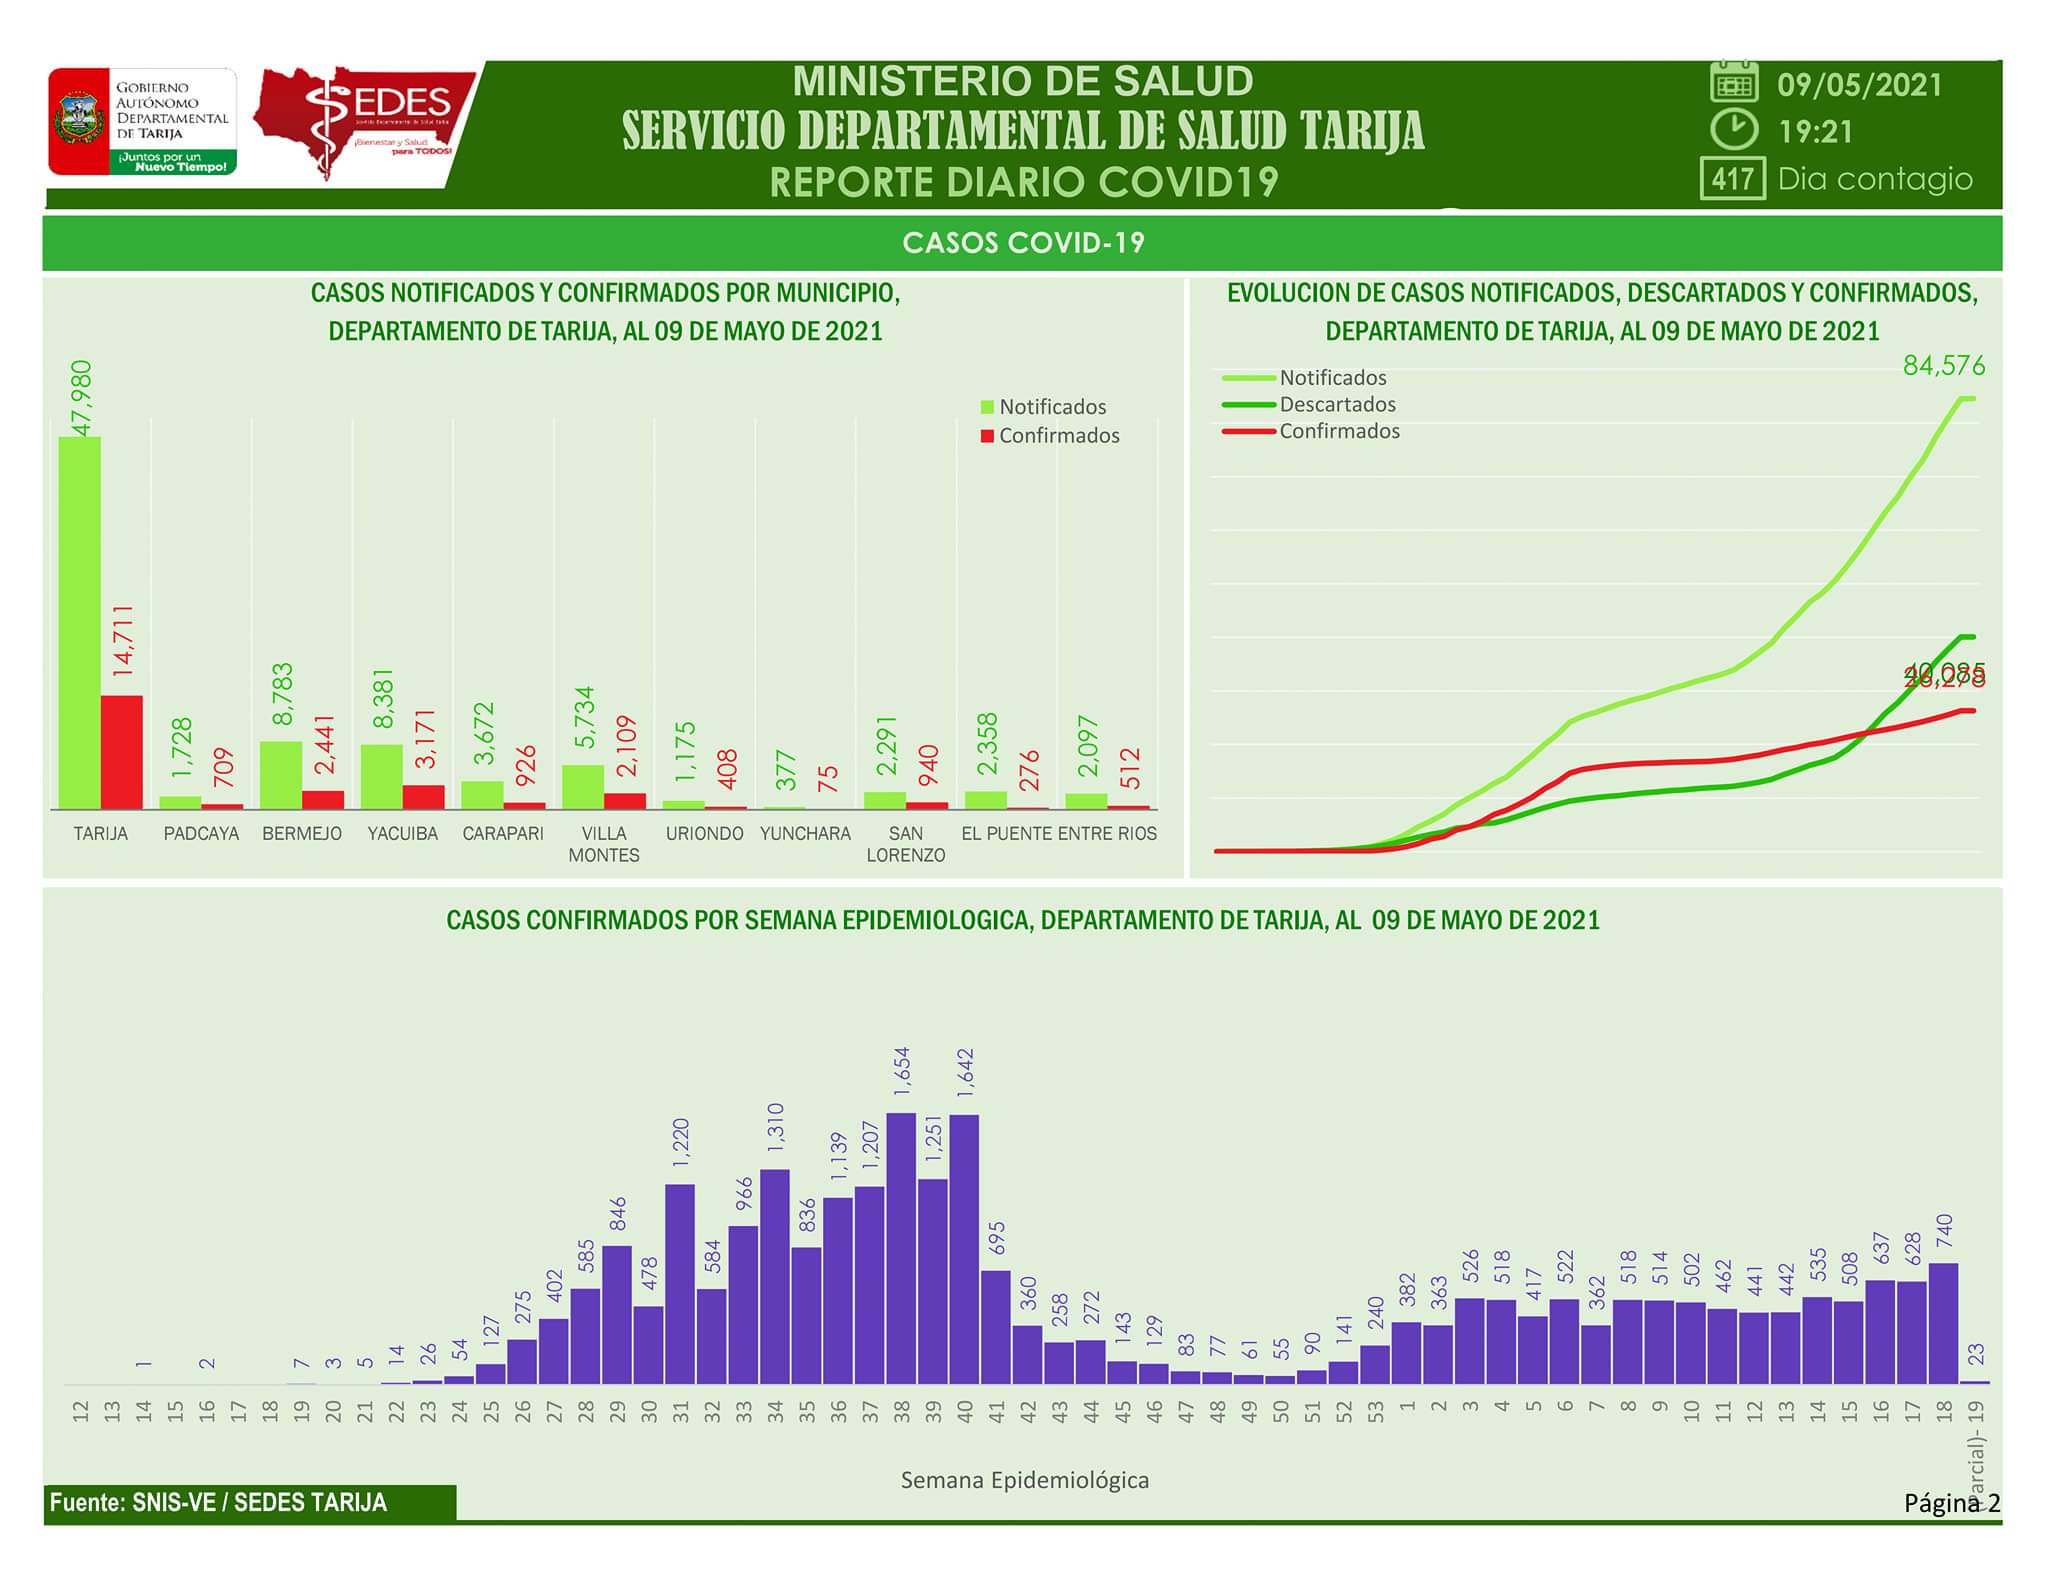 GOBIERNO
AUTÓNOMO
DEPARTAMENTAL
DE TARIJA
¡Juntos por un
Nuevo Tiempo!
SEDES
Servicio Departamental de Salud Tarija
¡Bienestar y Salud
para TODOS!
MINISTERIO DE SALUD
SERVICIO DEPARTAMENTAL DE SALUD TARIJA
REPORTE DIARIO COVID19
09/05/2021
19:21
417 Dia contagio
CASOS COVID-19
CASOS NOTIFICADOS Y CONFIRMADOS POR MUNICIPIO,
DEPARTAMENTO DE TARIJA, AL 09 DE MAYO DE 2021
Notificados
Confirmados
47,980 14,711 1,728 709 8,783 2,441 8,381 3,171 3,672 926 5,734 2,109 1,175 408 377 75 2,291 940 2,358 276 2,097 512
TARIJA PADCAYA BERMEJO YACUIBA CARAPARI VILLA MONTES URIONDO YUNCHARA SAN LORENZO EL PUENTE ENTRE RIOS
EVOLUCION DE CASOS NOTIFICADOS, DESCARTADOS Y CONFIRMADOS,
DEPARTAMENTO DE TARIJA, AL 09 DE MAYO DE 2021
Notificados
Descartados
Confirmados
84,576
CASOS CONFIRMADOS POR SEMANA EPIDEMIOLOGICA, DEPARTAMENTO DE TARIJA, AL 09 DE MAYO DE 2021
1 2 7 3 5 14 26 54 127 275 402 585 846 478 1,220 584 966 1,310 836 1,139 1,207 1,654 1,251 1,642 695 360 258 272 143 129 83 77 61 55 90 141 240 382 363 526 518 417 522 362 518 514 502 462 441 442 535 508 637 628 740 23
12 13 14 15 16 17 18 19 20 21 22 23 24 25 26 27 28 29 30 31 32 33 34 35 36 37 38 39 40 41 42 43 44 45 46 47 48 49 50 51 52 53 1 2 3 4 5 6 7 8 9 10 11 12 13 14 15 16 17 18 (Parcial)- 19
Semana Epidemiológica
Fuente: SNIS-VE / SEDES TARIJA
Página 2